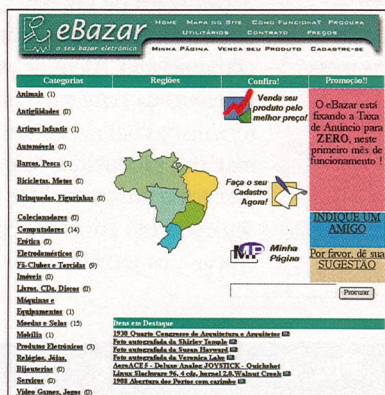 eBazar
o seu bazar eletrônico
HOME MAPA DO SITE COMO FUNCIONA? PROCURA
UTILITÁRIOS CONTRATO PREÇOS
MINHA PÁGINA VENDA SEU PRODUTO CADASTRE-SE
Categorias
Animais (1)
Antigüidades (0)
Artigos Infantis (1)
Automóveis (0)
Barcos, Pesca (1)
Bicicletas, Motos (0)
Brinquedos, Figurinhas (0)
Colecionadores (0)
Computadores (14)
Erótica (0)
Eletrodomésticos (0)
Fã-Clubes e Torcidas (9)
Imóveis (0)
Livros, CDs, Discos (0)
Máquinas e
Equipamentos (1)
Moedas e Selos (15)
Mobília (1)
Produtos Eletrônicos (5)
Relógios, Jóias,
Bijouterias (0)
Serviços (0)
Video Games, Jogos (0)
Regiões
Confira!
Venda seu
produto pelo
melhor preço!
Faça o seu
Cadastro
Agora!
MP Minha
Página
Promoção!!
O eBazar está
fixando a Taxa
de Anúncio para
ZERO, neste
primeiro mês de
funcionamento !
INDIQUE UM
AMIGO
Por favor, dê sua
SUGESTÃO
Procurar
Itens em Destaque
1930 Quarto Congresso de Arquitetura e Arquitetos
Foto autografada da Shirley Temple
Foto autografada da Susan Hayward
Foto autografada da Veronica Lake
AeroACE 5 - Deluxe Analog JOYSTICK - Quickshot
Linux Slackware 96, 4 cds, kernel 2.0. Walnut Creek
1908 Abertura dos Portos com carimbo